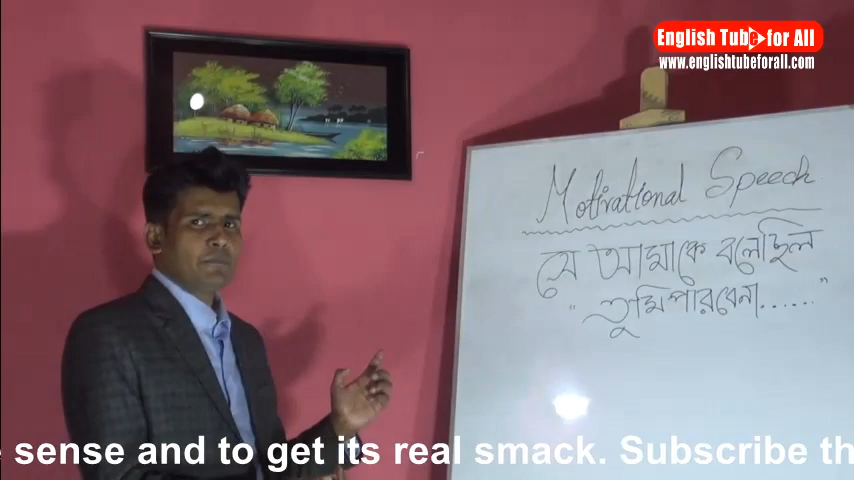 English Tube for All
www.englishtubeforall.com
Motivational Speech
সে আমাকে বলেছিল
"তুমি পারবেনা......"
sense and to get its real smack. Subscribe th